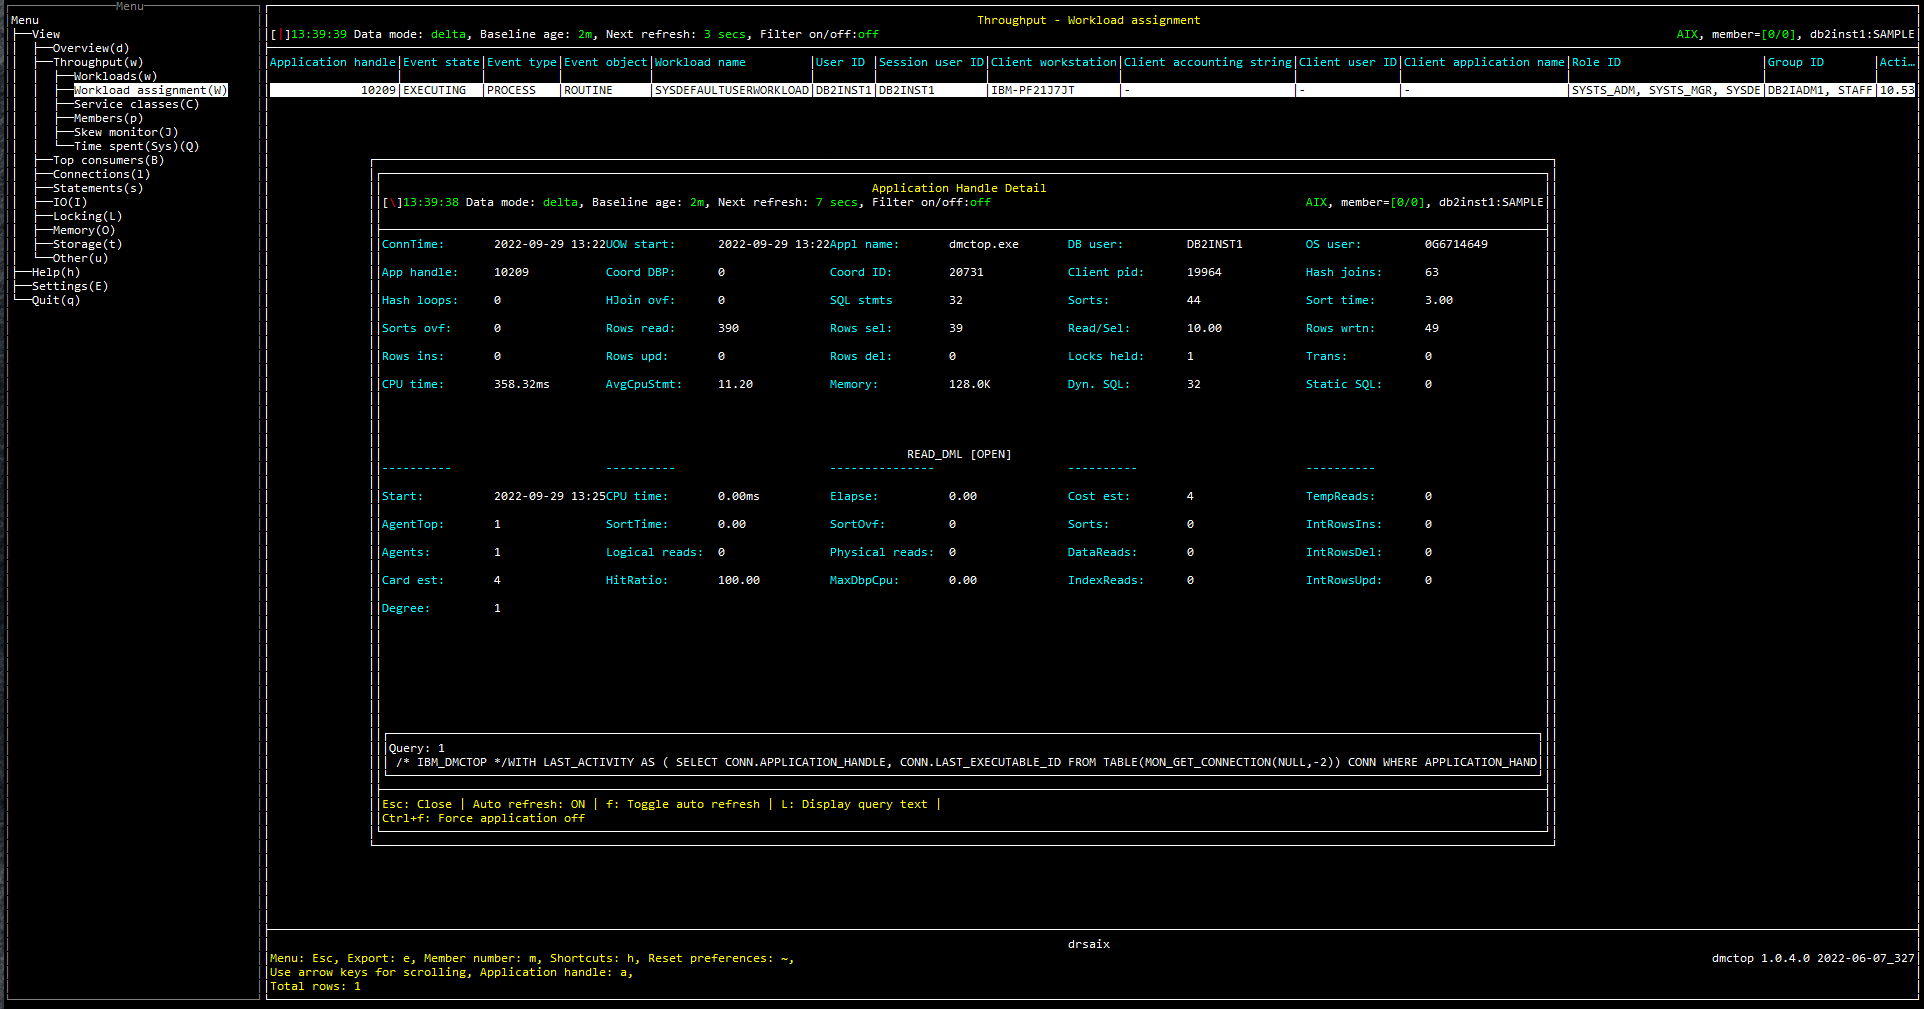 Menu
Menu
View
Overview(d)
Throughput(w)
Workloads(w)
Workload assignment(W)
Service classes(C)
Members(p)
Skew monitor(J)
Time spent(Sys)(Q)
Top consumers(B)
Connections(l)
Statements(s)
IO(I)
Locking(L)
Memory(O)
Storage(t)
Other(u)
Help(h)
Settings(E)
Quit(q)
Throughput - Workload assignment
[|]13:39:39 Data mode: delta, Baseline age: 2m, Next refresh: 3 secs, Filter on/off:off AIX, member=[0/0], db2inst1:SAMPLE
Application handle|Event state|Event type|Event object|Workload name |User ID |Session user ID|Client workstation|Client accounting string|Client user ID|Client application name|Role ID |Group ID |Acti…
10209|EXECUTING |PROCESS |ROUTINE |SYSDEFAULTUSERWORKLOAD|DB2INST1|DB2INST1 |IBM-PF21J7JT |- |- |- |SYSTS_ADM, SYSTS_MGR, SYSDE|DB2IADM1, STAFF|10.53
Application Handle Detail
[\]13:39:38 Data mode: delta, Baseline age: 2m, Next refresh: 7 secs, Filter on/off:off AIX, member=[0/0], db2inst1:SAMPLE
ConnTime: 2022-09-29 13:22UOW start: 2022-09-29 13:22Appl name: dmctop.exe DB user: DB2INST1 OS user: 0G6714649
App handle: 10209 Coord DBP: 0 Coord ID: 20731 Client pid: 19964 Hash joins: 63
Hash loops: 0 HJoin ovf: 0 SQL stmts 32 Sorts: 44 Sort time: 3.00
Sorts ovf: 0 Rows read: 390 Rows sel: 39 Read/Sel: 10.00 Rows wrtn: 49
Rows ins: 0 Rows upd: 0 Rows del: 0 Locks held: 1 Trans: 0
CPU time: 358.32ms AvgCpuStmt: 11.20 Memory: 128.0K Dyn. SQL: 32 Static SQL: 0
READ_DML [OPEN]
---------- ---------- --------------- ---------- ----------
Start: 2022-09-29 13:25CPU time: 0.00ms Elapse: 0.00 Cost est: 4 TempReads: 0
AgentTop: 1 SortTime: 0.00 SortOvf: 0 Sorts: 0 IntRowsIns: 0
Agents: 1 Logical reads: 0 Physical reads: 0 DataReads: 0 IntRowsDel: 0
Card est: 4 HitRatio: 100.00 MaxDbpCpu: 0.00 IndexReads: 0 IntRowsUpd: 0
Degree: 1
Query: 1
/* IBM_DMCTOP */WITH LAST_ACTIVITY AS ( SELECT CONN.APPLICATION_HANDLE, CONN.LAST_EXECUTABLE_ID FROM TABLE(MON_GET_CONNECTION(NULL,-2)) CONN WHERE APPLICATION_HAND
Esc: Close | Auto refresh: ON | f: Toggle auto refresh | L: Display query text |
Ctrl+f: Force application off
drsaix
Menu: Esc, Export: e, Member number: m, Shortcuts: h, Reset preferences: ~, dmctop 1.0.4.0 2022-06-07_327
Use arrow keys for scrolling, Application handle: a,
Total rows: 1